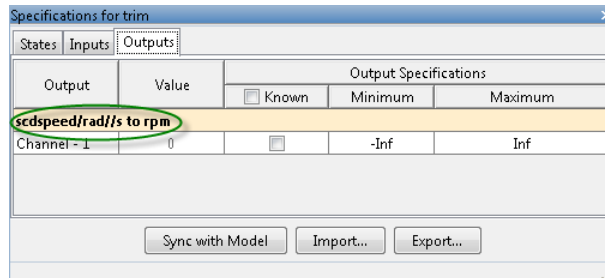 Specifications for trim
States Inputs Outputs
Output Value Output Specifications
Known Minimum Maximum
scdspeed/rad//s to rpm
Channel - 1 0 -Inf Inf
Sync with Model Import... Export...